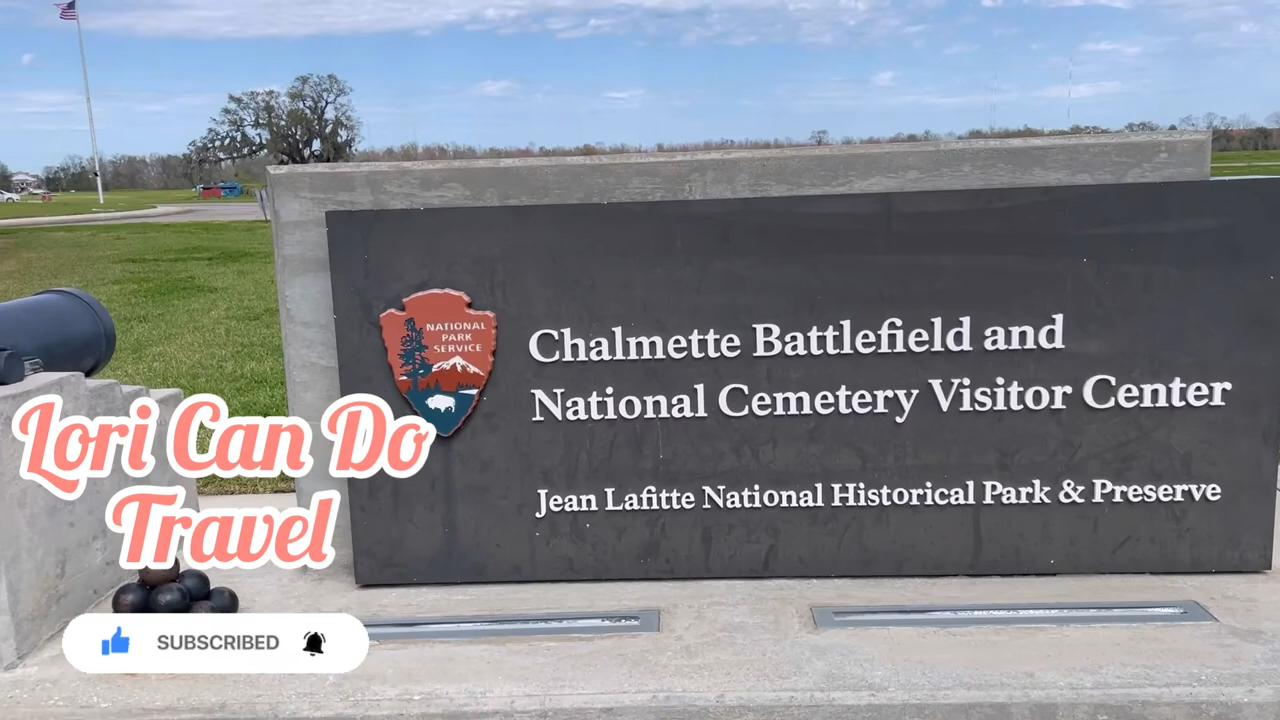 NATIONAL
PARK
SERVICE
Chalmette Battlefield and
National Cemetery Visitor Center
Jean Lafitte National Historical Park & Preserve
Lori Can Do
Travel
SUBSCRIBED